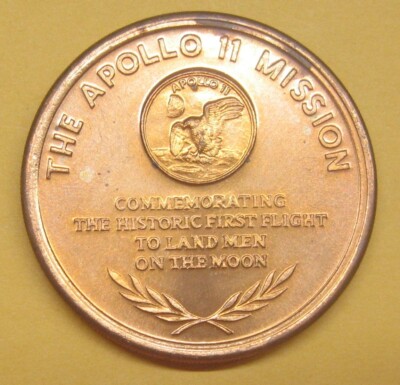 THE APOLLO 11 MISSION
APOLLO 11
COMMEMORATING
THE HISTORIC FIRST FLIGHT
TO LAND MEN
ON THE MOON